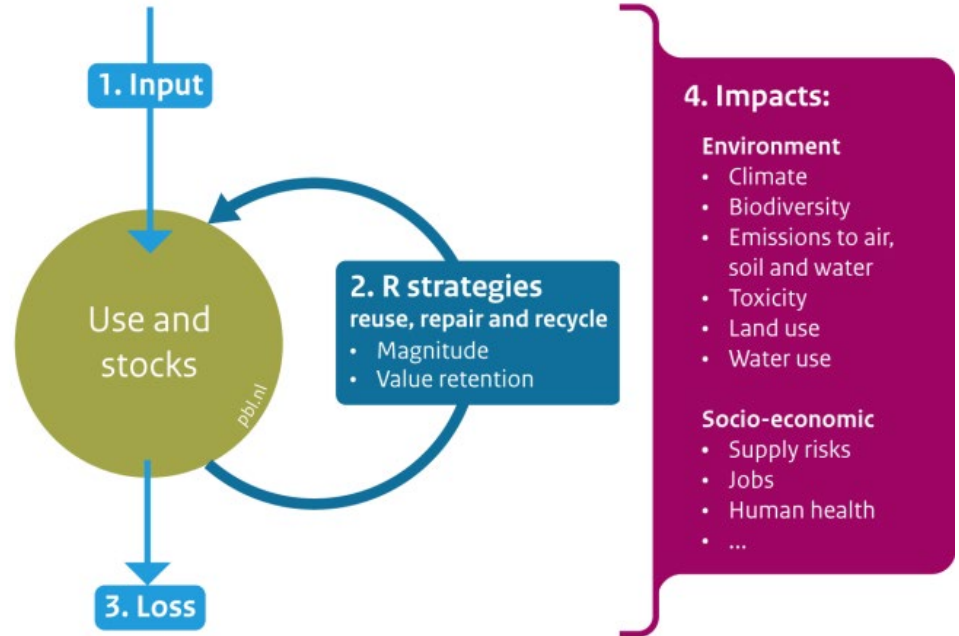 1. Input
Use and
stocks
pbl.nl
2. R strategies
reuse, repair and recycle
• Magnitude
• Value retention
3. Loss
4. Impacts:
Environment
• Climate
• Biodiversity
• Emissions to air,
soil and water
• Toxicity
• Land use
• Water use
Socio-economic
• Supply risks
• Jobs
• Human health
• ...